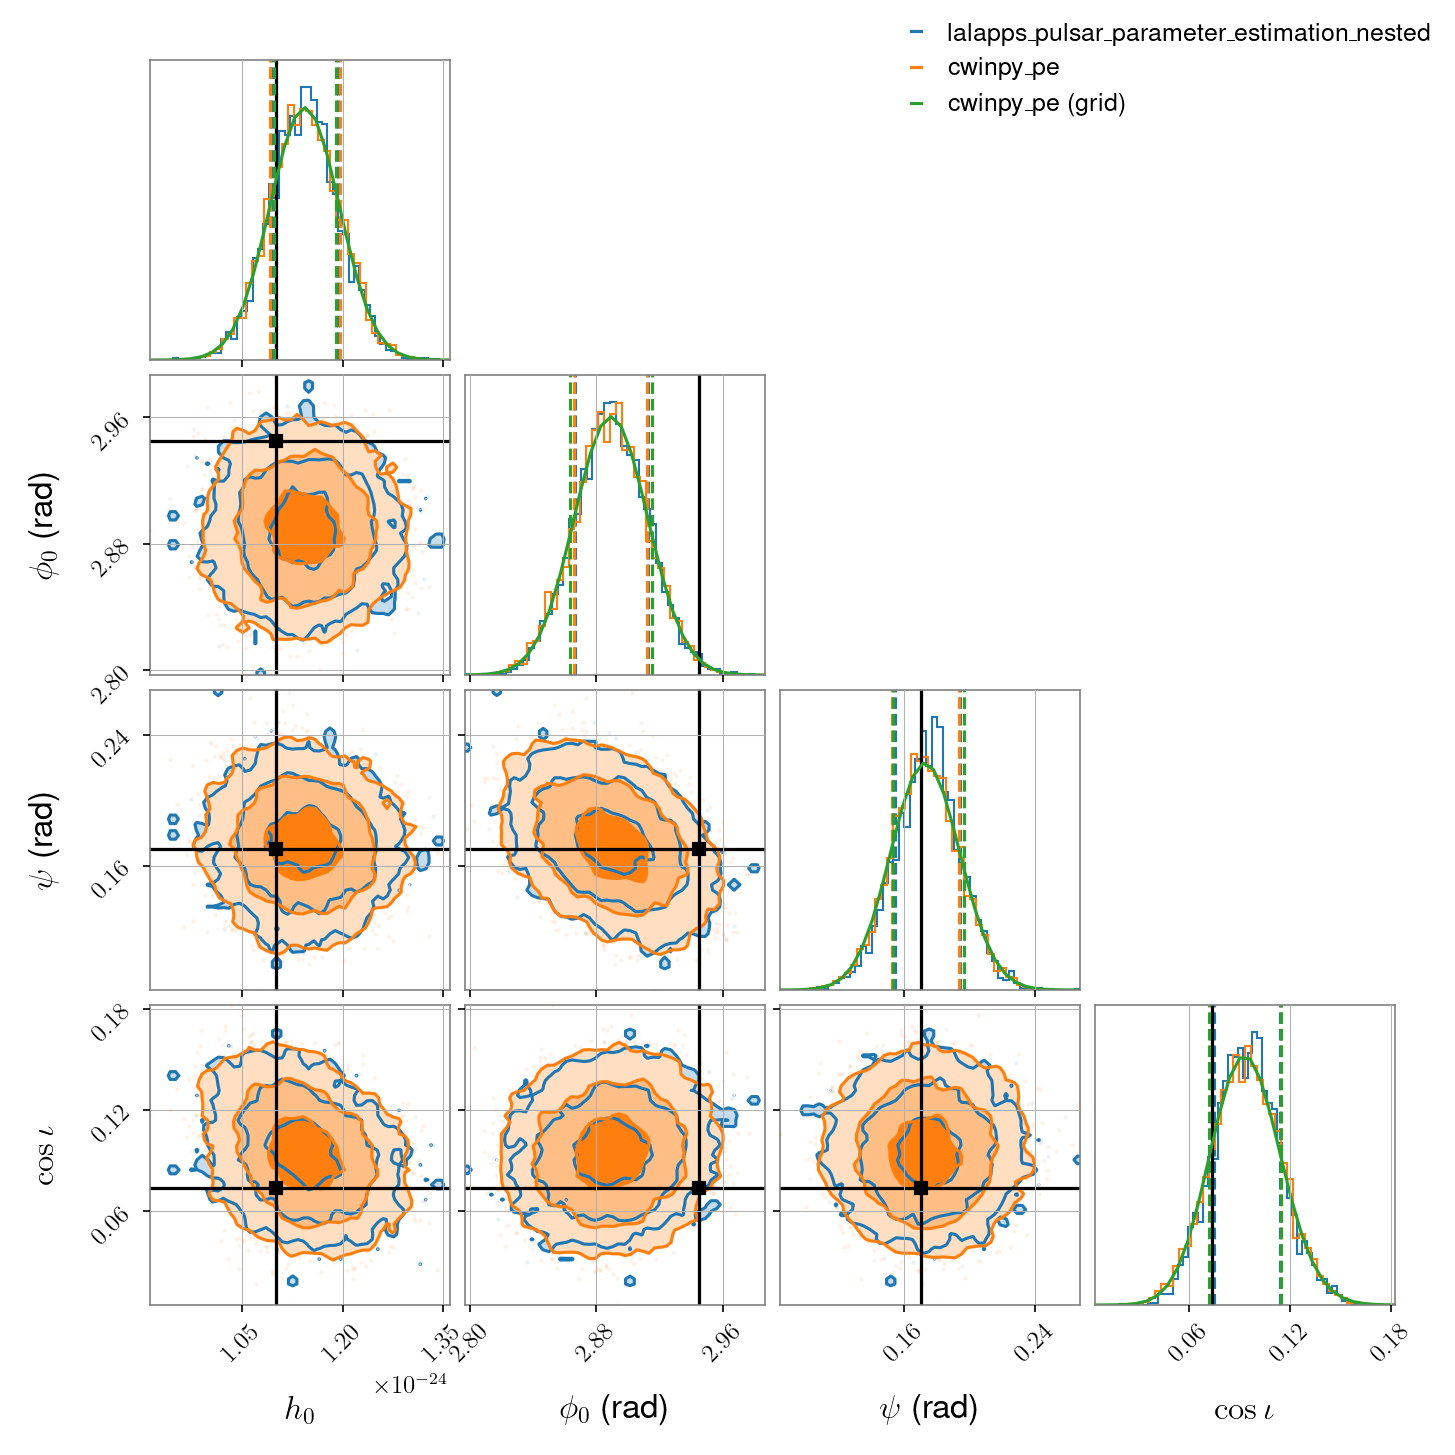 lalapps_pulsar_parameter_estimation_nested
cwinpy_pe
cwinpy_pe (grid)
ϕ₀ (rad)
2.96
2.88
2.80
ψ (rad)
0.24
0.16
cos ι
0.18
0.12
0.06
1.05 1.20 1.35 2.80 2.88 2.96 0.16 0.24 0.06 0.12 0.18
×10⁻²⁴
h₀ ϕ₀ (rad) ψ (rad) cos ι